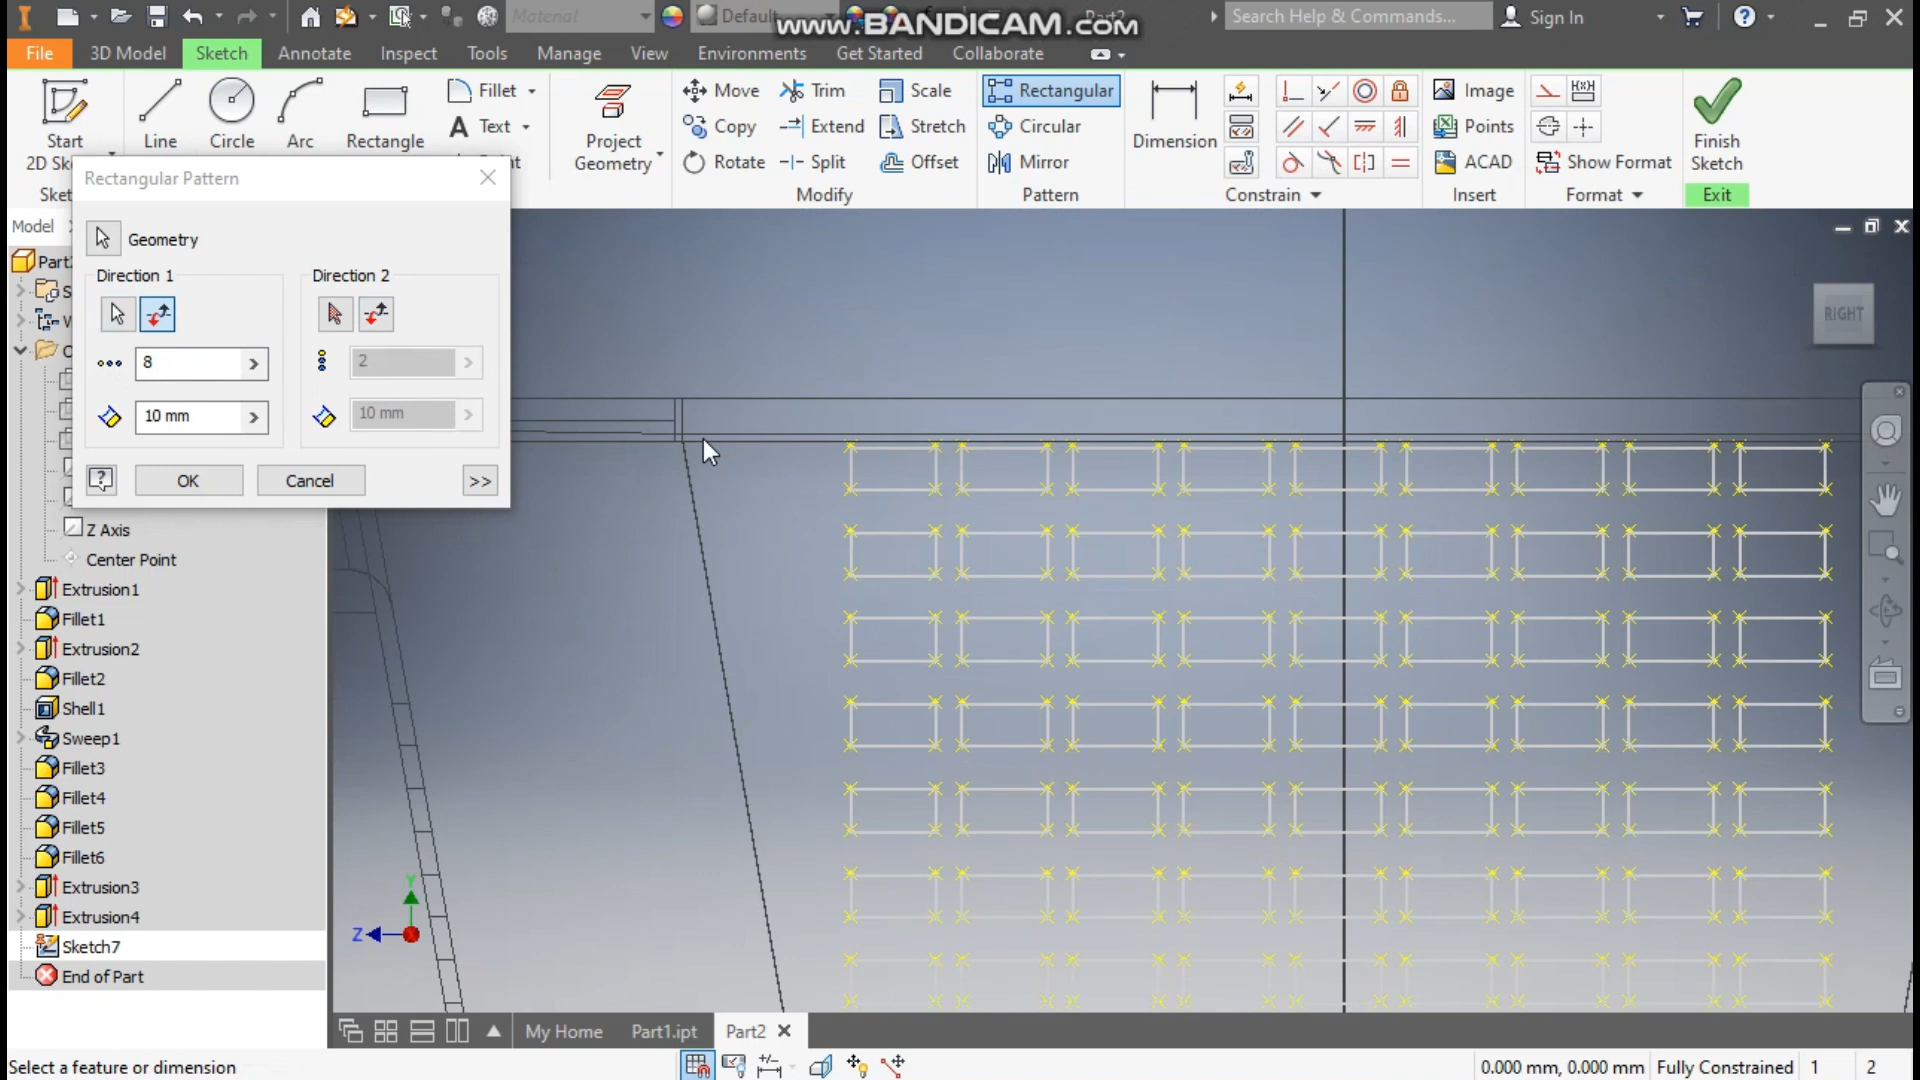 Material
Default
www.BANDICAM.com
Part2
Search Help & Commands...
Sign In
File
3D Model
Sketch
Annotate
Inspect
Tools
Manage
View
Environments
Get Started
Collaborate
Start
2D Sk
Line
Circle
Arc
Rectangle
Fillet
Text
Project
Geometry
Move
Copy
Rotate
Trim
Extend
Split
Scale
Stretch
Offset
Modify
Rectangular
Circular
Mirror
Pattern
Dimension
Constrain
Image
Points
ACAD
Insert
Show Format
Format
Finish
Sketch
Exit
Sket
Rectangular Pattern
Geometry
Direction 1
8
10 mm
Direction 2
2
10 mm
OK
Cancel
>>
Model
Part2
Z Axis
Center Point
Extrusion1
Fillet1
Extrusion2
Fillet2
Shell1
Sweep1
Fillet3
Fillet4
Fillet5
Fillet6
Extrusion3
Extrusion4
Sketch7
End of Part
RIGHT
Y
Z
My Home
Part1.ipt
Part2
Select a feature or dimension
0.000 mm, 0.000 mm
Fully Constrained
1
2